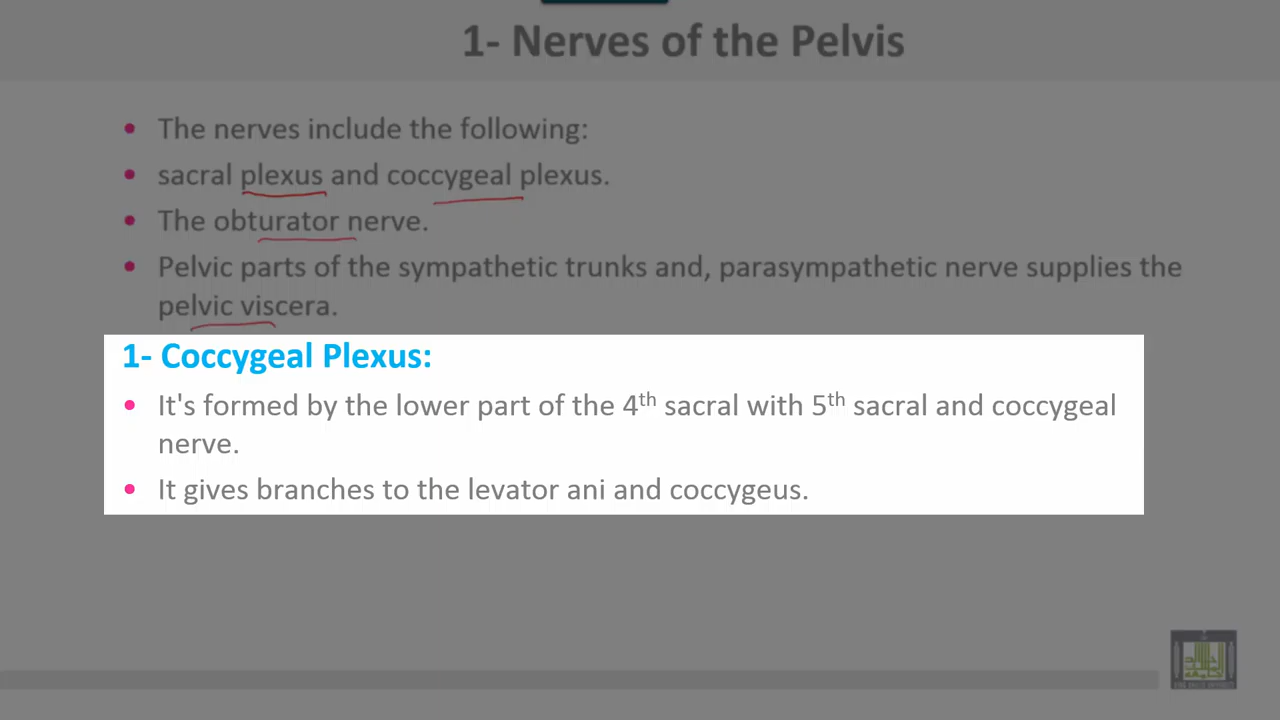 1- Nerves of the Pelvis
• The nerves include the following:
• sacral plexus and coccygeal plexus.
• The obturator nerve.
• Pelvic parts of the sympathetic trunks and, parasympathetic nerve supplies the
pelvic viscera.
1- Coccygeal Plexus:
• It's formed by the lower part of the 4th sacral with 5th sacral and coccygeal
nerve.
• It gives branches to the levator ani and coccygeus.